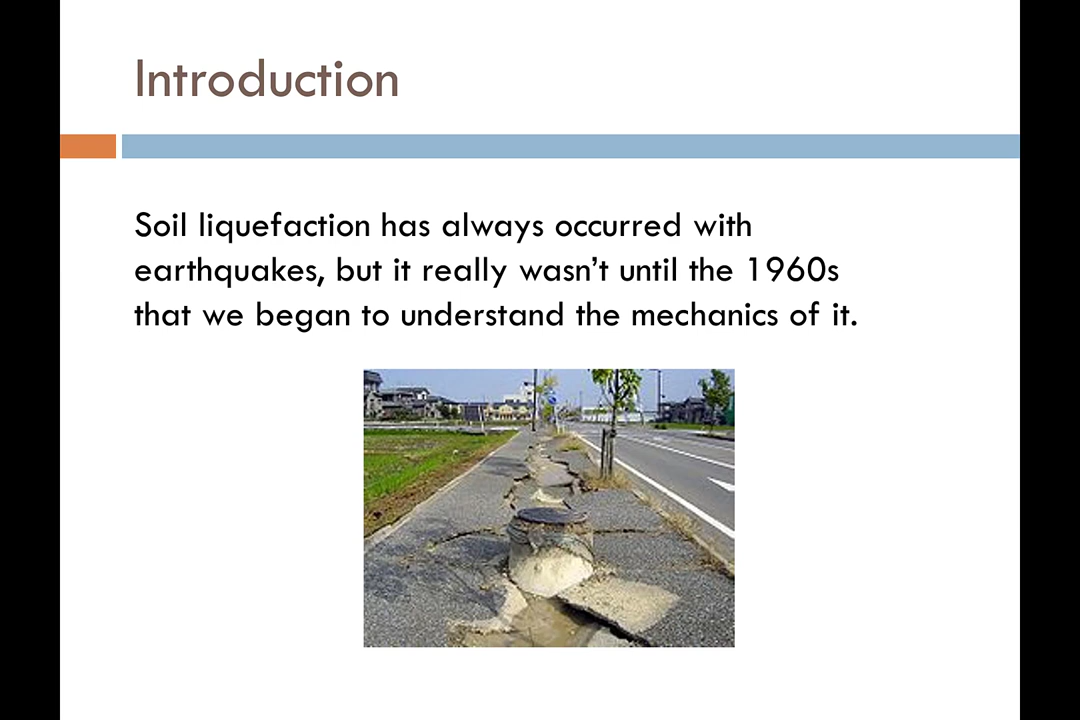 Introduction
Soil liquefaction has always occurred with
earthquakes, but it really wasn’t until the 1960s
that we began to understand the mechanics of it.